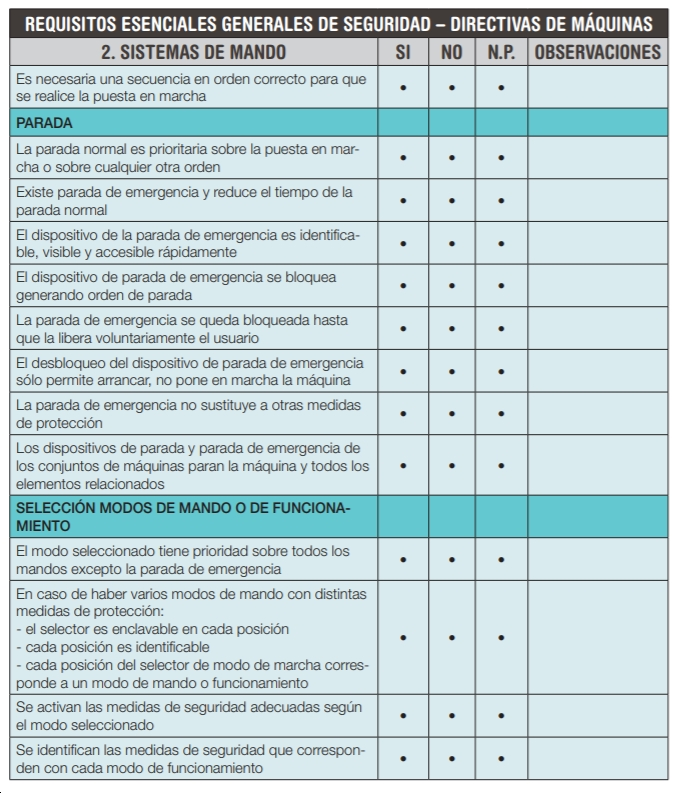 REQUISITOS ESENCIALES GENERALES DE SEGURIDAD – DIRECTIVAS DE MÁQUINAS
2. SISTEMAS DE MANDO SI NO N.P. OBSERVACIONES
Es necesaria una secuencia en orden correcto para que
se realice la puesta en marcha • • •
PARADA
La parada normal es prioritaria sobre la puesta en mar-
cha o sobre cualquier otra orden • • •
Existe parada de emergencia y reduce el tiempo de la
parada normal • • •
El dispositivo de la parada de emergencia es identifica-
ble, visible y accesible rápidamente • • •
El dispositivo de parada de emergencia se bloquea
generando orden de parada • • •
La parada de emergencia se queda bloqueada hasta
que la libera voluntariamente el usuario • • •
El desbloqueo del dispositivo de parada de emergencia
sólo permite arrancar, no pone en marcha la máquina • • •
La parada de emergencia no sustituye a otras medidas
de protección • • •
Los dispositivos de parada y parada de emergencia de
los conjuntos de máquinas paran la máquina y todos los
elementos relacionados • • •
SELECCIÓN MODOS DE MANDO O DE FUNCIONA-
MIENTO
El modo seleccionado tiene prioridad sobre todos los
mandos excepto la parada de emergencia • • •
En caso de haber varios modos de mando con distintas
medidas de protección:
- el selector es enclavable en cada posición
- cada posición es identificable
- cada posición del selector de modo de marcha corres-
ponde a un modo de mando o funcionamiento • • •
Se activan las medidas de seguridad adecuadas según
el modo seleccionado • • •
Se identifican las medidas de seguridad que correspon-
den con cada modo de funcionamiento • • •